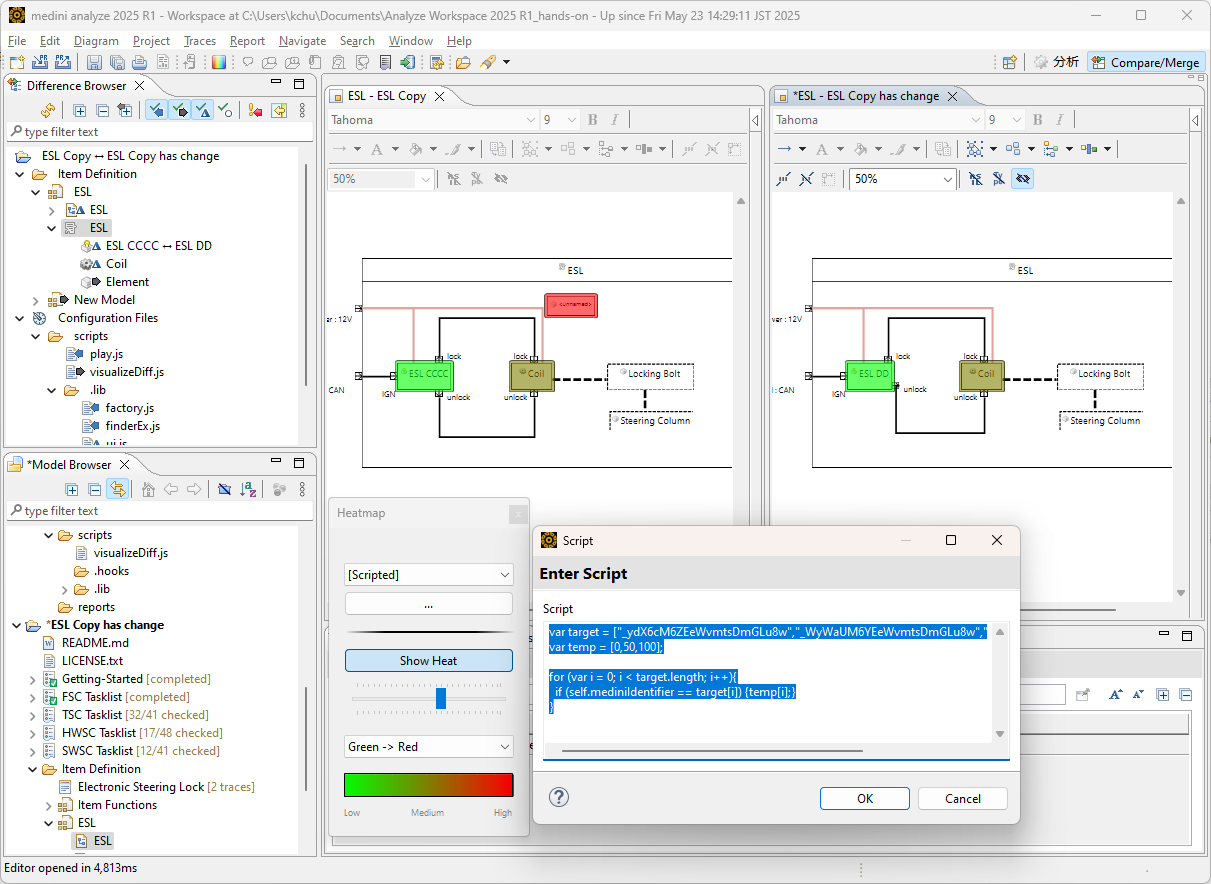 medini analyze 2025 R1 - Workspace at C:\Users\kchu\Documents\Analyze Workspace 2025 R1_hands-on - Up since Fri May 23 14:29:11 JST 2025
File Edit Diagram Project Traces Report Navigate Search Window Help
分析 Compare/Merge
Difference Browser
type filter text
ESL Copy ↔ ESL Copy has change
Item Definition
ESL
ESL
ESL
ESL CCCC ↔ ESL DD
Coil
Element
New Model
Configuration Files
scripts
play.js
visualizeDiff.js
.lib
factory.js
finderEx.js
ui.js
*Model Browser
type filter text
scripts
visualizeDiff.js
.hooks
.lib
reports
*ESL Copy has change
README.md
LICENSE.txt
Getting-Started [completed]
FSC Tasklist [completed]
TSC Tasklist [32/41 checked]
HWSC Tasklist [17/48 checked]
SWSC Tasklist [12/41 checked]
Item Definition
Electronic Steering Lock [2 traces]
Item Functions
ESL
ESL
Editor opened in 4,813ms
ESL - ESL Copy
Tahoma 9 B I
A
50%
ESL
<unnamed>
er : 12V
lock
lock
ESL CCCC
Coil
Locking Bolt
CAN
IGN
unlock
unlock
Steering Column
*ESL - ESL Copy has change
Tahoma 9 B I
A
50%
ESL
ver : 12V
lock
lock
ESL DD
Coil
Locking Bolt
l : CAN
IGN
unlock
unlock
Steering Column
Heatmap
[Scripted]
...
Show Heat
Green -> Red
Low Medium High
Script
Enter Script
Script
var target = ["_ydX6cM6ZEeWvmtsDmGLu8w","_WyWaUM6YEeWvmtsDmGLu8w","
var temp = [0,50,100];
for (var i = 0; i < target.length; i++){
if (self.mediniIdentifier == target[i]) {temp[i];}
}
OK Cancel